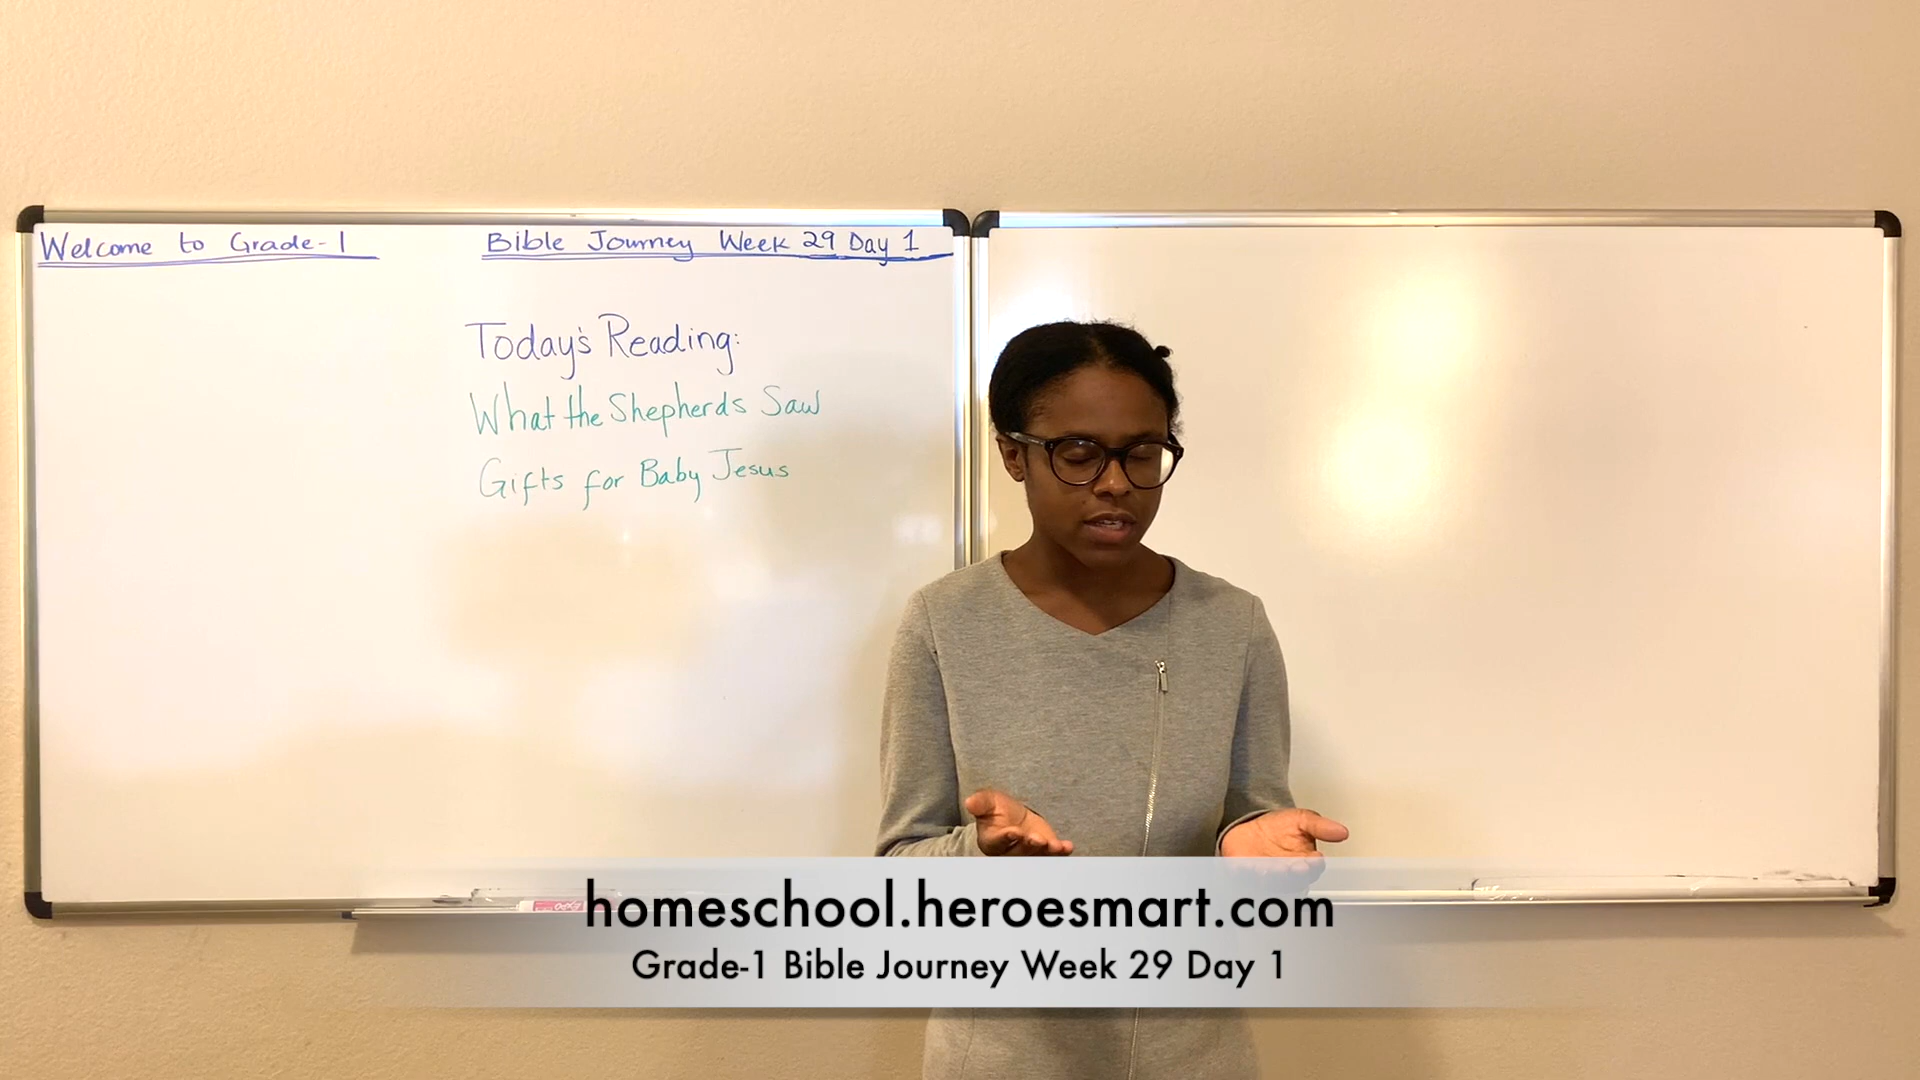 Welcome to Grade-1
Bible Journey Week 29 Day 1
Today's Reading:
What the Shepherds Saw
Gifts for Baby Jesus
EXPO
homeschool.heroesmart.com
Grade-1 Bible Journey Week 29 Day 1